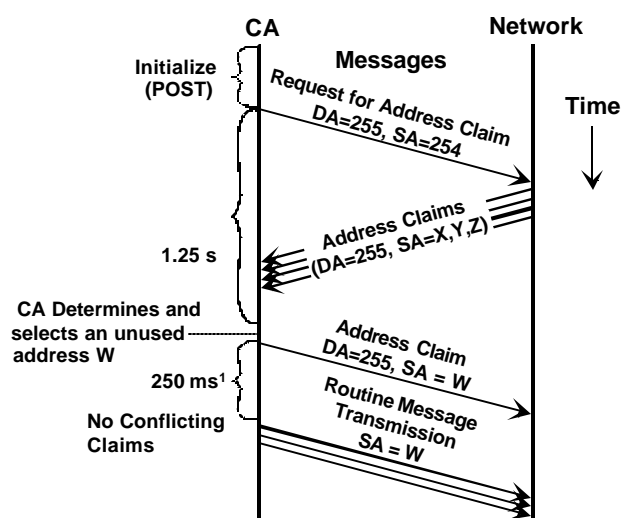 CA
Network
Messages
Initialize
(POST)
Request for Address Claim
DA=255, SA=254
Time
Address Claims
(DA=255, SA=X,Y,Z)
1.25 s
CA Determines and
selects an unused
address W
Address Claim
DA=255, SA = W
250 ms¹
Routine Message
Transmission
SA = W
No Conflicting
Claims